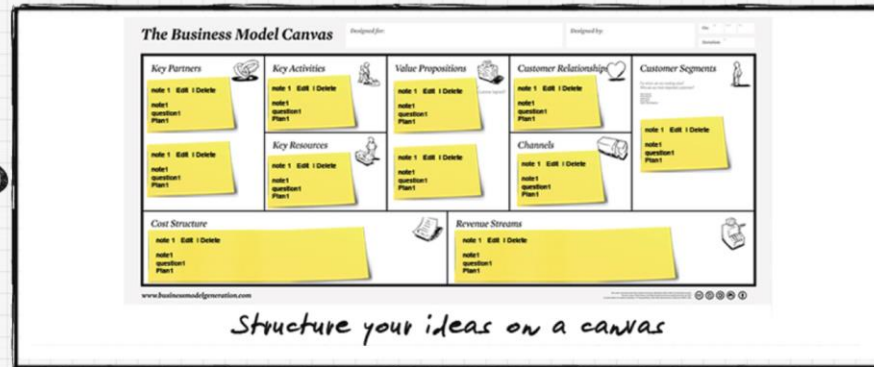 The Business Model Canvas
Designed for:
Designed by:
Key Partners
note 1 Edit | Delete
note1
question1
Plan1
note 1 Edit | Delete
note1
question1
Plan1
Key Activities
note 1 Edit | Delete
note1
question1
Plan1
Key Resources
note 1 Edit | Delete
note1
question1
Plan1
Value Propositions
note 1 Edit | Delete
note1
question1
Plan1
note 1 Edit | Delete
note1
question1
Plan1
Customer Relationships
note 1 Edit | Delete
note1
question1
Plan1
Channels
note 1 Edit | Delete
note1
question1
Plan1
Customer Segments
note 1 Edit | Delete
note1
question1
Plan1
Cost Structure
note 1 Edit | Delete
note1
question1
Plan1
Revenue Streams
note 1 Edit | Delete
note1
question1
Plan1
www.businessmodelgeneration.com
Structure your ideas on a canvas